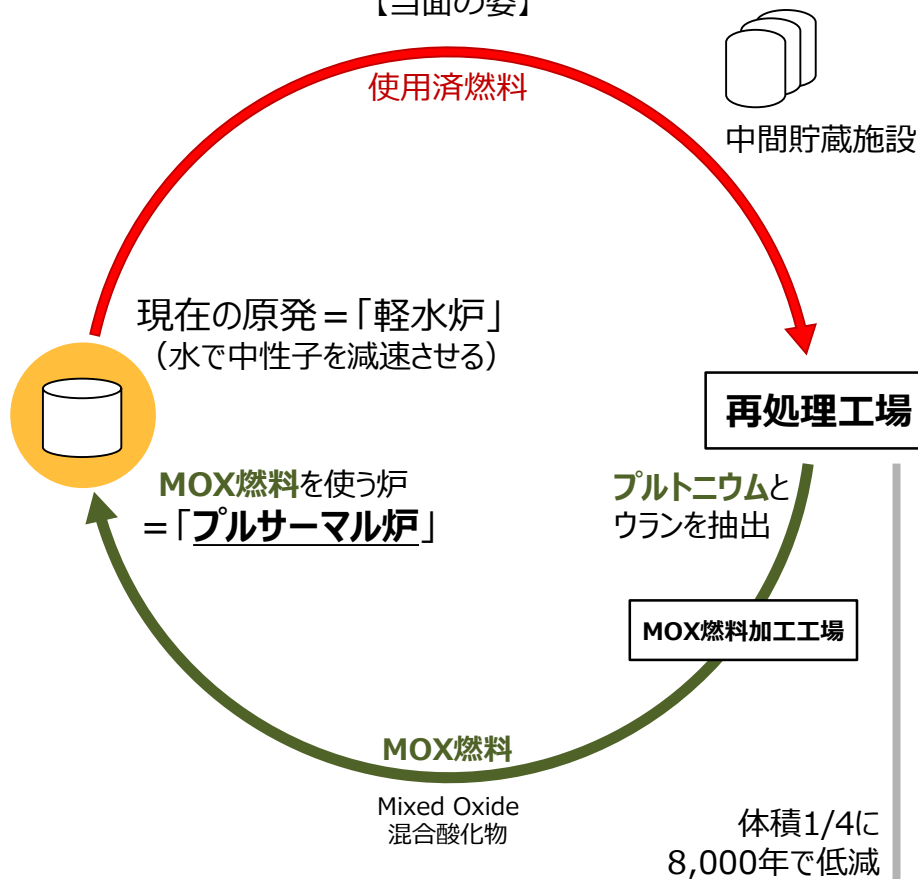 【当面の姿】
使用済燃料
中間貯蔵施設
現在の原発＝「軽水炉」
（水で中性子を減速させる）
再処理工場
MOX燃料を使う炉
＝「プルサーマル炉」
プルトニウムと
ウランを抽出
MOX燃料加工工場
MOX燃料
Mixed Oxide
混合酸化物
体積1/4に
8,000年で低減